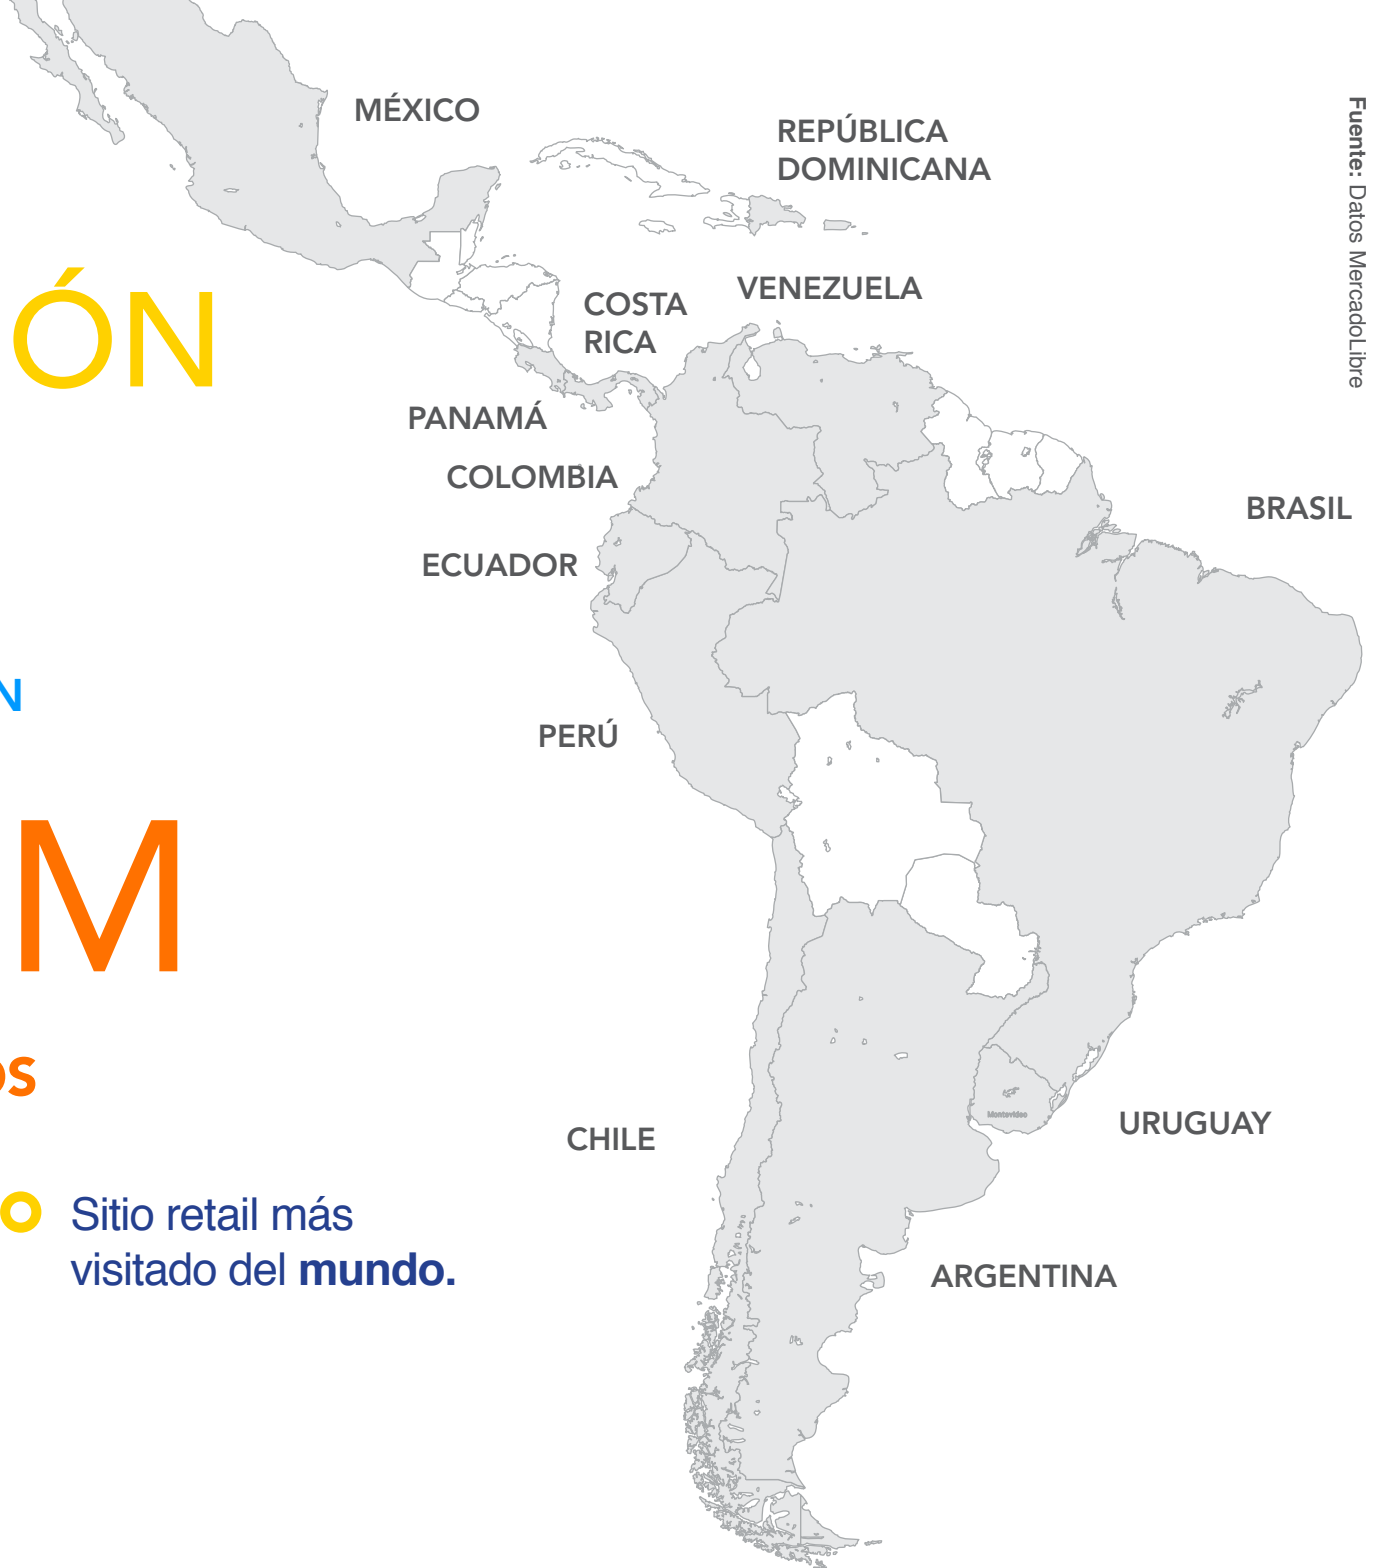 MÉXICO
REPÚBLICA
DOMINICANA
Fuente: Datos MercadoLibre
ÓN
COSTA
RICA
VENEZUELA
PANAMÁ
COLOMBIA
BRASIL
ECUADOR
N
PERÚ
M
OS
Montevideo
URUGUAY
CHILE
Sitio retail más
visitado del mundo.
ARGENTINA